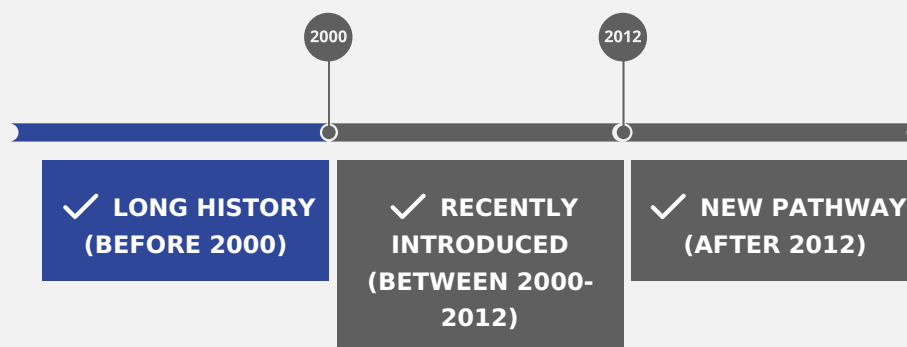 2000
2012
LONG HISTORY
(BEFORE 2000)
RECENTLY
INTRODUCED
(BETWEEN 2000-
2012)
NEW PATHWAY
(AFTER 2012)